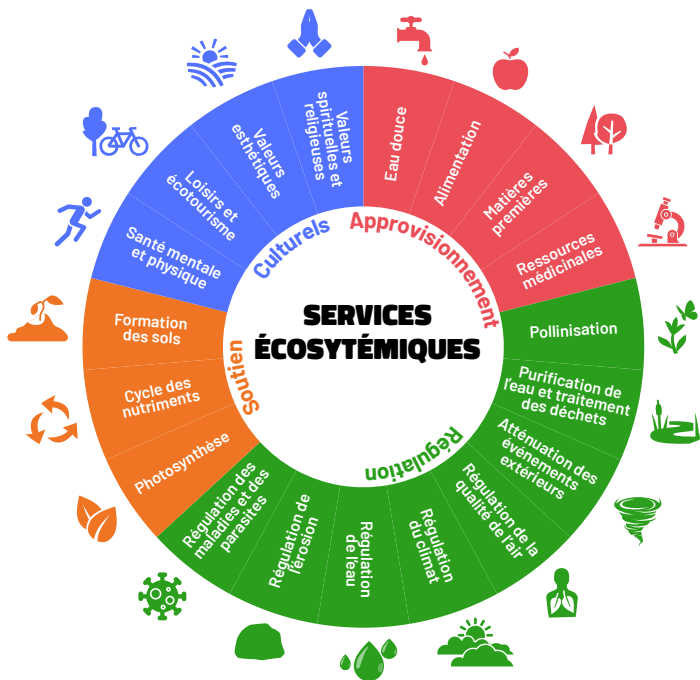 SERVICES
ÉCOSYTÉMIQUES
Approvisionnement
Eau douce
Alimentation
Matières
premières
Ressources
médicinales
Régulation
Pollinisation
Purification de
l'eau et traitement
des déchets
Atténuation des
événements
extérieurs
Régulation de la
qualité de l'air
Régulation
du climat
Régulation
de l'eau
Régulation de
l'érosion
Régulation des
maladies et des
parasites
Soutien
Photosynthèse
Cycle des
nutriments
Formation
des sols
Culturels
Santé mentale
et physique
Loisirs et
écotourisme
Valeurs
esthétiques
Valeurs
spirituelles et
religieuses